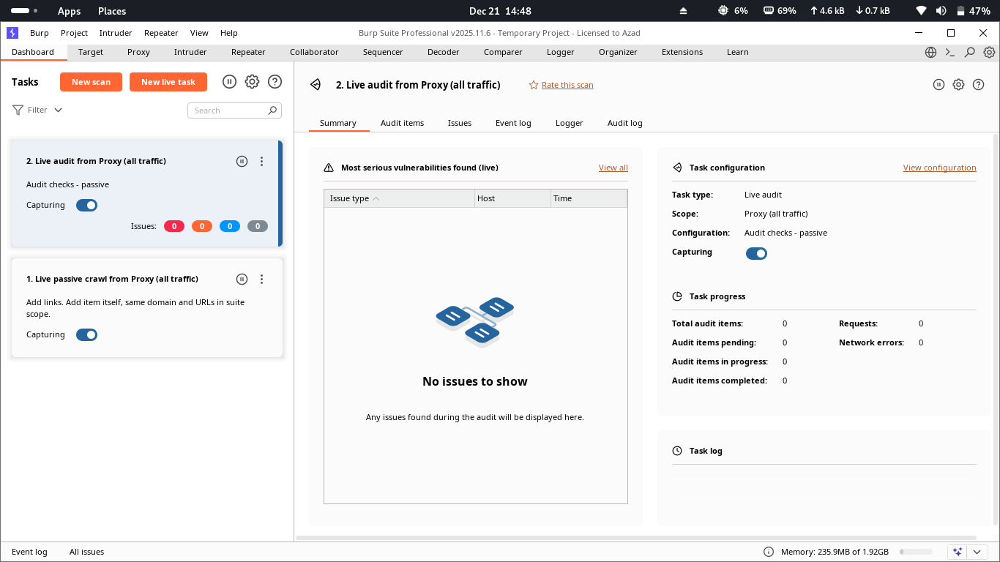 Apps Places Dec 21 14:48 6% 69% 4.6 kB 0.7 kB 47%
Burp Project Intruder Repeater View Help Burp Suite Professional v2025.11.6 - Temporary Project - Licensed to Azad
Dashboard Target Proxy Intruder Repeater Collaborator Sequencer Decoder Comparer Logger Organizer Extensions Learn
Tasks New scan New live task
Filter Search
2. Live audit from Proxy (all traffic)
Audit checks - passive
Capturing
Issues: 0 0 0 0
1. Live passive crawl from Proxy (all traffic)
Add links. Add item itself, same domain and URLs in suite
scope.
Capturing
2. Live audit from Proxy (all traffic) Rate this scan
Summary Audit items Issues Event log Logger Audit log
Most serious vulnerabilities found (live) View all
Issue type Host Time
No issues to show
Any issues found during the audit will be displayed here.
Task configuration View configuration
Task type: Live audit
Scope: Proxy (all traffic)
Configuration: Audit checks - passive
Capturing
Task progress
Total audit items: 0 Requests: 0
Audit items pending: 0 Network errors: 0
Audit items in progress: 0
Audit items completed: 0
Task log
Event log All issues Memory: 235.9MB of 1.92GB